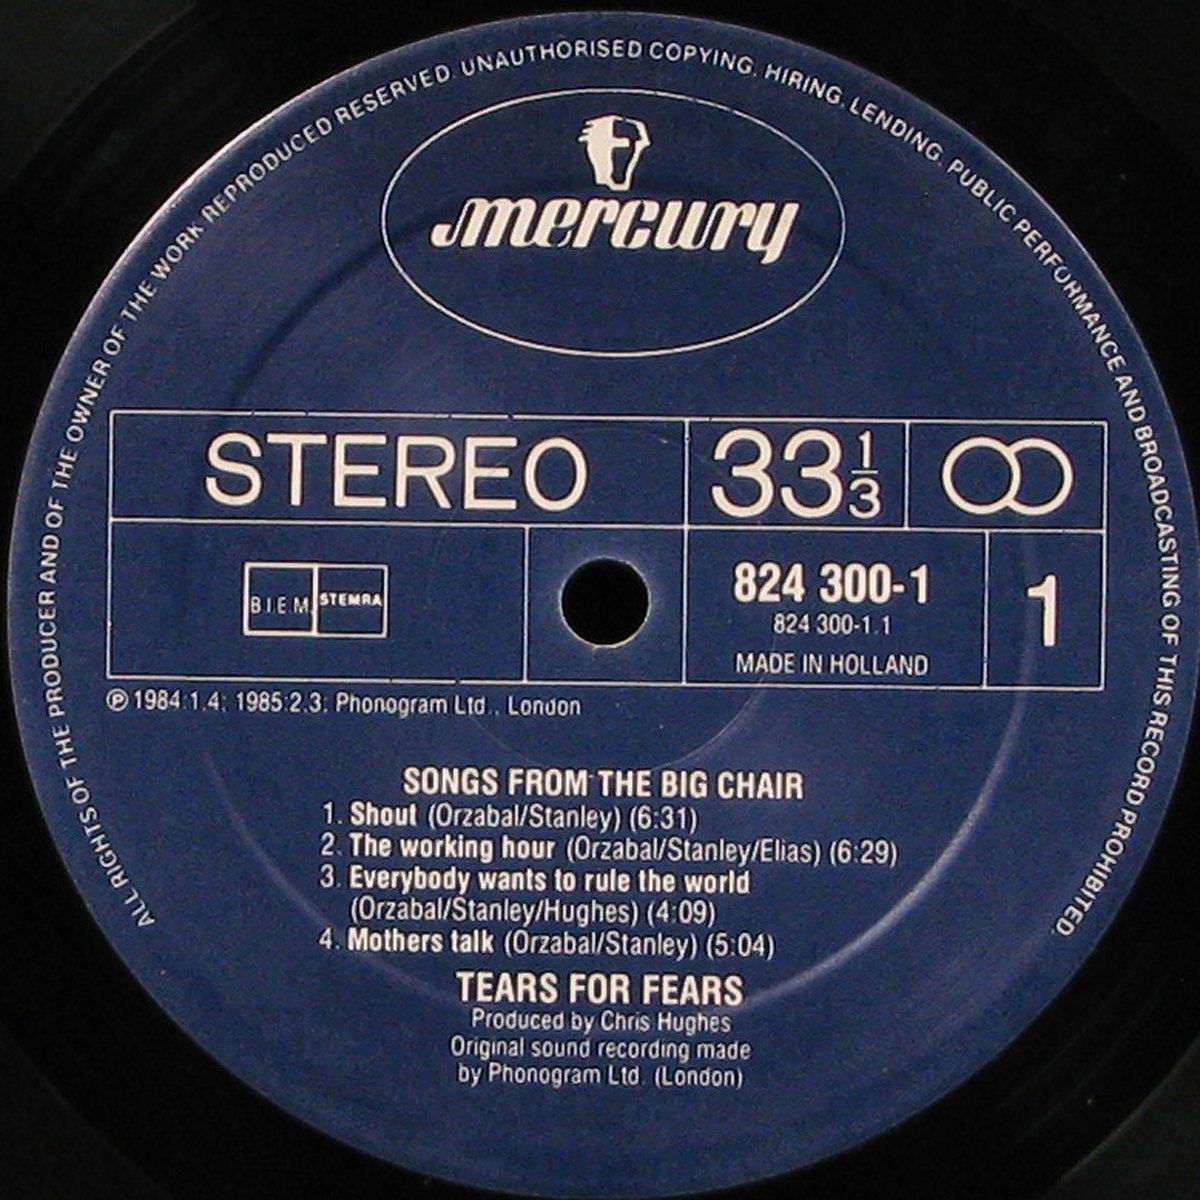 ALL RIGHTS OF THE PRODUCER AND OF THE OWNER OF THE WORK REPRODUCED RESERVED. UNAUTHORISED COPYING, HIRING, LENDING, PUBLIC PERFORMANCE AND BROADCASTING OF THIS RECORD PROHIBITED.
mercury
STEREO
33 1/3
B.I.E.M.
STEMRA
824 300-1
824 300-1.1
MADE IN HOLLAND
1
℗ 1984:1.4; 1985:2.3; Phonogram Ltd., London
SONGS FROM THE BIG CHAIR
1. Shout (Orzabal/Stanley) (6:31)
2. The working hour (Orzabal/Stanley/Elias) (6:29)
3. Everybody wants to rule the world
(Orzabal/Stanley/Hughes) (4:09)
4. Mothers talk (Orzabal/Stanley) (5:04)
TEARS FOR FEARS
Produced by Chris Hughes
Original sound recording made
by Phonogram Ltd. (London)